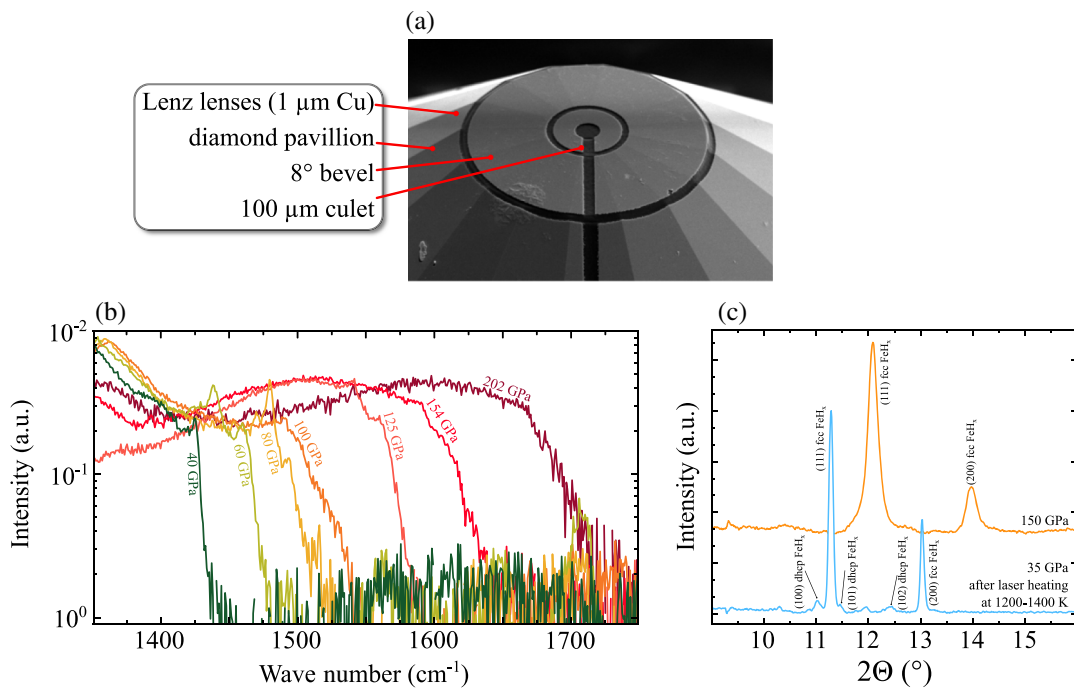 (a)
Lenz lenses (1 µm Cu)
diamond pavillion
8° bevel
100 µm culet
(b)
10⁻²
10⁻¹
10⁰
Intensity (a.u.)
40 GPa
60 GPa
80 GPa
100 GPa
125 GPa
154 GPa
202 GPa
1400
1500
1600
1700
Wave number (cm⁻¹)
(c)
Intensity (a.u.)
(111) fcc FeHₓ
(200) fcc FeHₓ
150 GPa
(100) dhcp FeHₓ
(111) fcc FeHₓ
(101) dhcp FeHₓ
(102) dhcp FeHₓ
(200) fcc FeHₓ
35 GPa
after laser heating
at 1200-1400 K
10
11
12
13
14
15
2Θ (°)